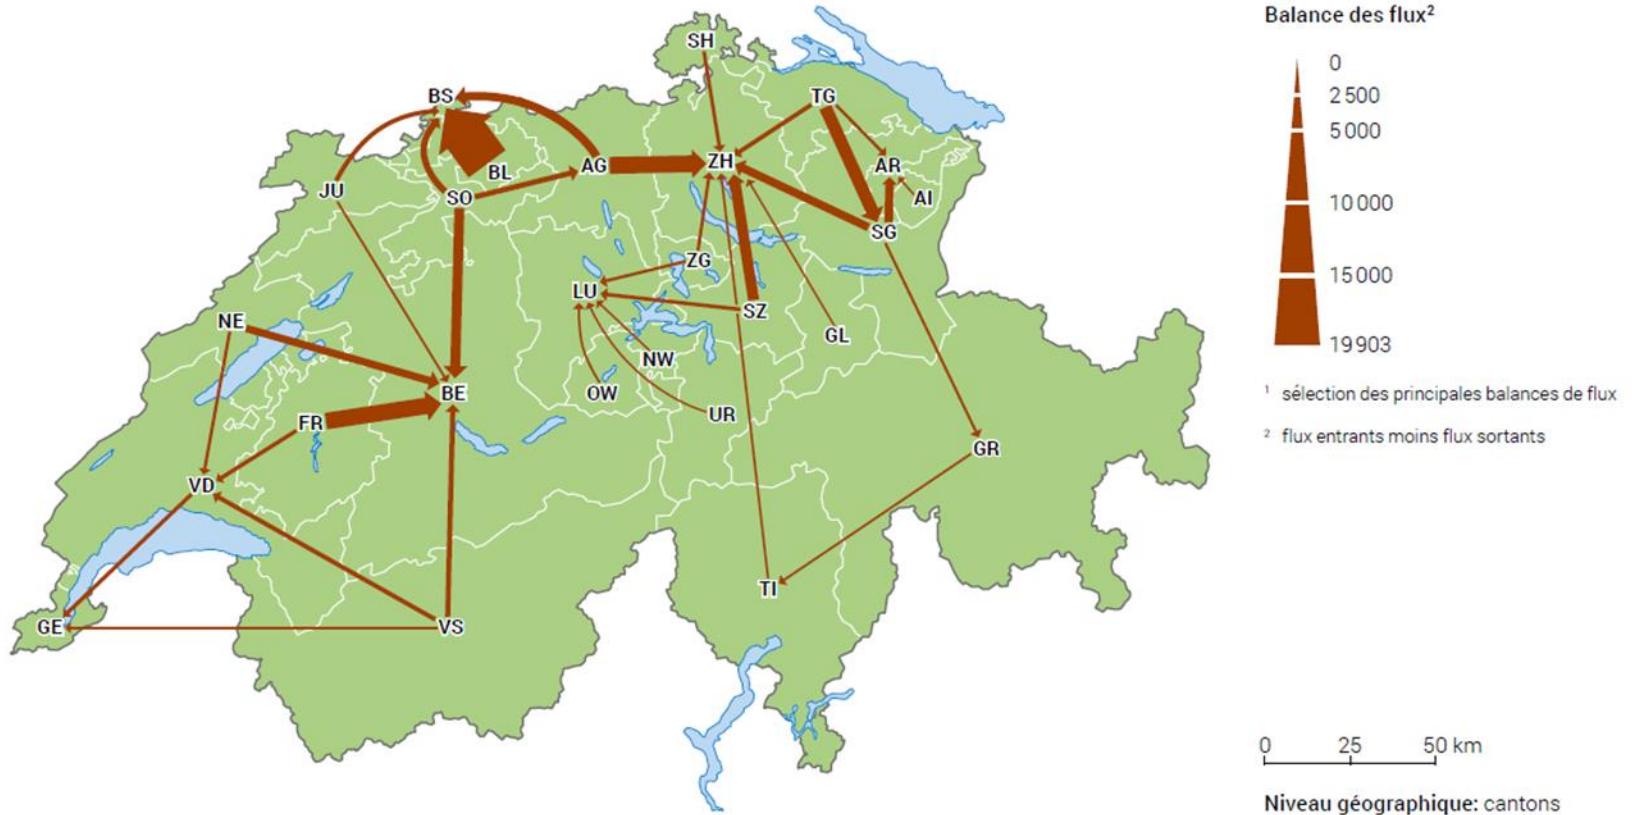 Balance des flux²
0
2 500
5 000
10 000
15 000
19 903
¹ sélection des principales balances de flux
² flux entrants moins flux sortants
0 25 50 km
Niveau géographique: cantons
SH
BS
TG
ZH
AR
AG
BL
JU
SO
AI
SG
ZG
LU
SZ
NE
GL
NW
BE
OW
UR
FR
GR
VD
TI
GE
VS